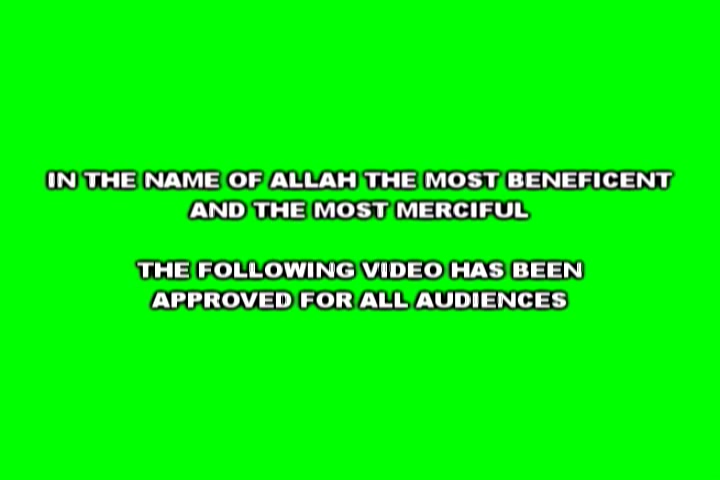 IN THE NAME OF ALLAH THE MOST BENEFICENT
AND THE MOST MERCIFUL
THE FOLLOWING VIDEO HAS BEEN
APPROVED FOR ALL AUDIENCES